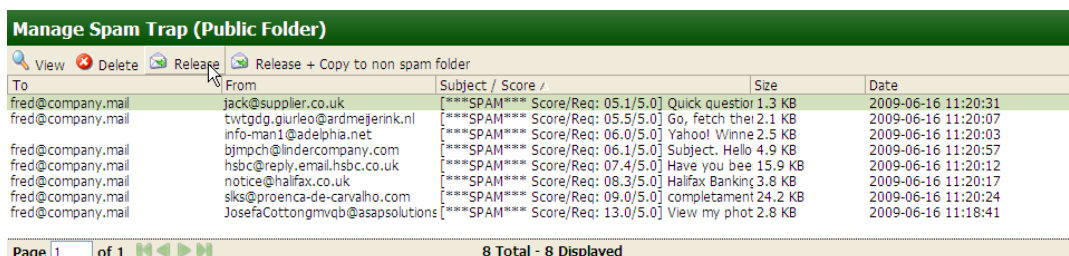 Manage Spam Trap (Public Folder)
View Delete Release Release + Copy to non spam folder
To From Subject / Score Size Date
fred@company.mail jack@supplier.co.uk [***SPAM*** Score/Req: 05.1/5.0] Quick question 1.3 KB 2009-06-16 11:20:31
fred@company.mail twtgdg.giurleo@ardmeijerink.nl [***SPAM*** Score/Req: 05.5/5.0] Go, fetch the 2.1 KB 2009-06-16 11:20:07
info-man1@adelphia.net [***SPAM*** Score/Req: 06.0/5.0] Yahoo! Winne 2.5 KB 2009-06-16 11:20:03
fred@company.mail bjmpch@lindercompany.com [***SPAM*** Score/Req: 06.1/5.0] Subject. Hello 4.9 KB 2009-06-16 11:20:57
fred@company.mail hsbc@reply.email.hsbc.co.uk [***SPAM*** Score/Req: 07.4/5.0] Have you bee 15.9 KB 2009-06-16 11:20:12
fred@company.mail notice@halifax.co.uk [***SPAM*** Score/Req: 08.3/5.0] Halifax Banking 3.8 KB 2009-06-16 11:20:17
fred@company.mail slks@proenca-de-carvalho.com [***SPAM*** Score/Req: 09.0/5.0] completament 24.2 KB 2009-06-16 11:20:24
fred@company.mail JosefaCottongmvqb@asapsolutions [***SPAM*** Score/Req: 13.0/5.0] View my phot 2.8 KB 2009-06-16 11:18:41
Page 1 of 1 8 Total - 8 Displayed